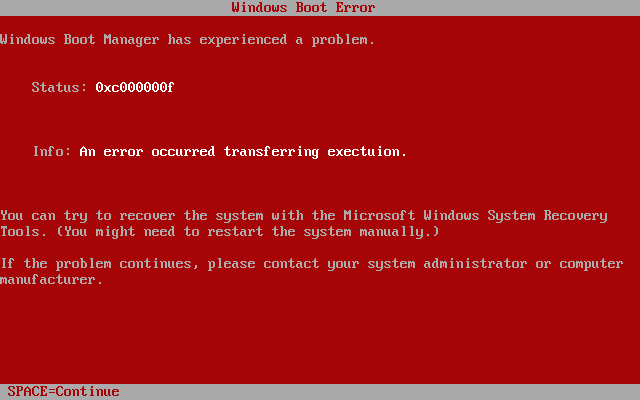 Windows Boot Error
Windows Boot Manager has experienced a problem.
Status: 0xc000000f
Info: An error occurred transferring exectuion.
You can try to recover the system with the Microsoft Windows System Recovery
Tools. (You might need to restart the system manually.)
If the problem continues, please contact your system administrator or computer
manufacturer.
SPACE=Continue